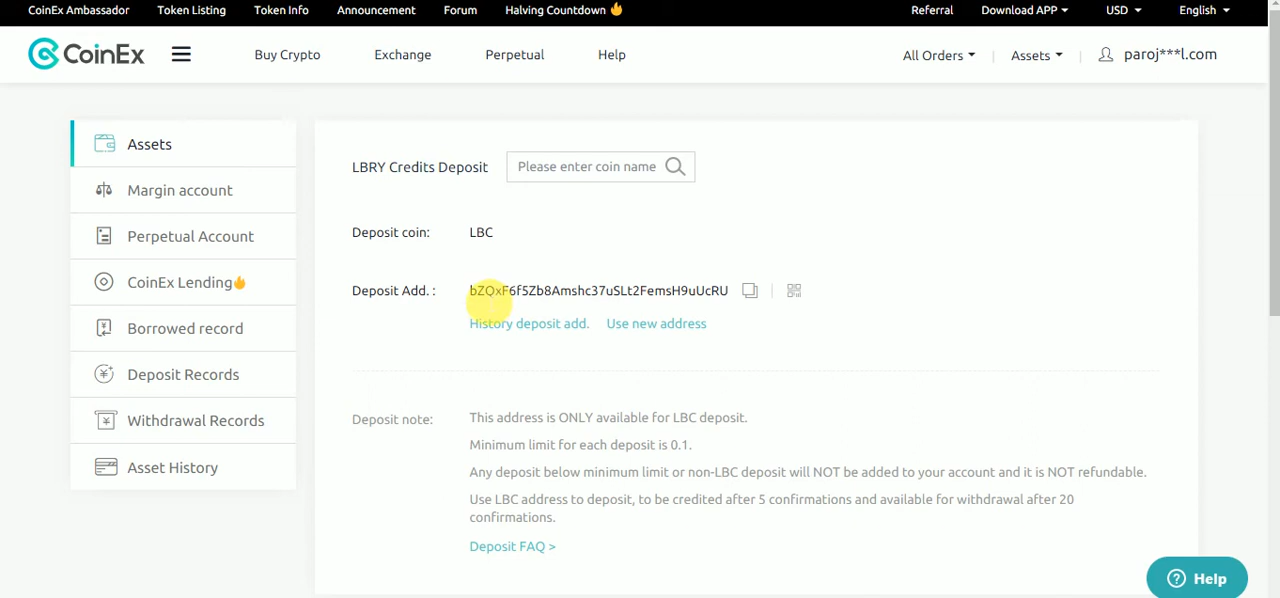 CoinEx Ambassador Token Listing Token Info Announcement Forum Halving Countdown Referral Download APP USD English
CoinEx Buy Crypto Exchange Perpetual Help All Orders Assets paroj***l.com
Assets
Margin account
Perpetual Account
CoinEx Lending
Borrowed record
Deposit Records
Withdrawal Records
Asset History
LBRY Credits Deposit Please enter coin name
Deposit coin: LBC
Deposit Add. : bZQxF6f5Zb8Amshc37uSLt2FemsH9uUcRU
History deposit add. Use new address
Deposit note: This address is ONLY available for LBC deposit.
Minimum limit for each deposit is 0.1.
Any deposit below minimum limit or non-LBC deposit will NOT be added to your account and it is NOT refundable.
Use LBC address to deposit, to be credited after 5 confirmations and available for withdrawal after 20
confirmations.
Deposit FAQ >
Help